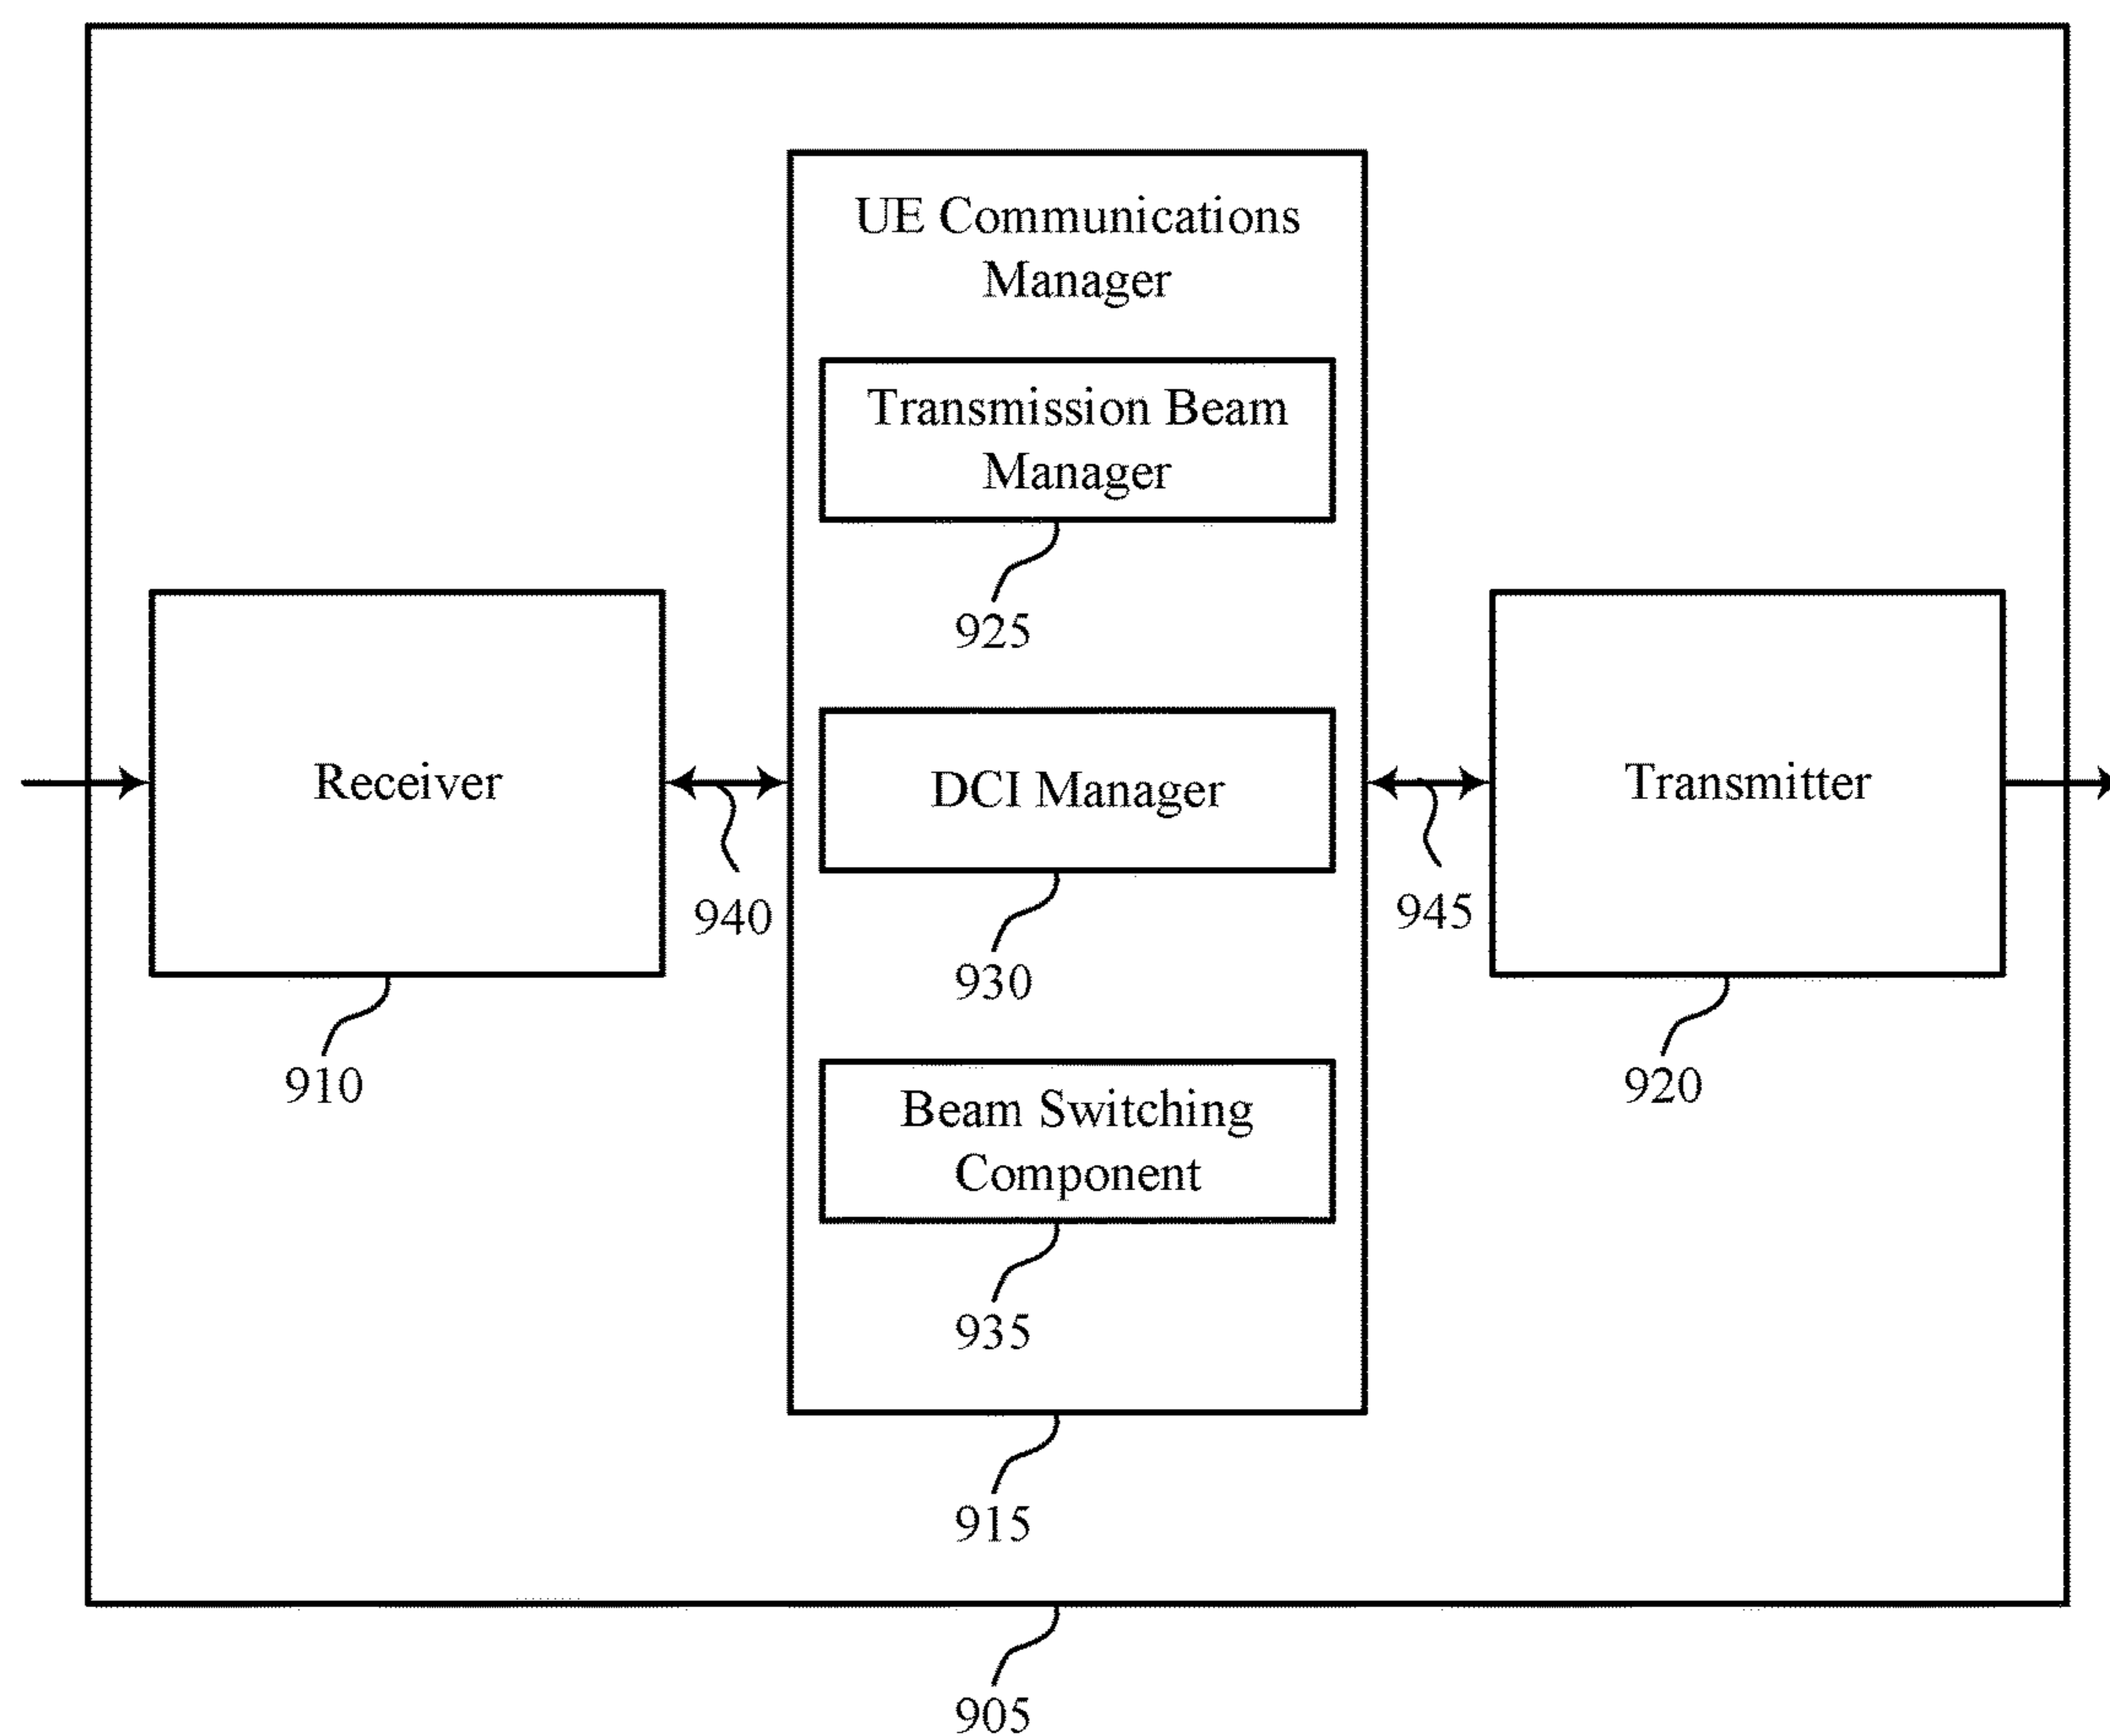 UE Communications
Manager
Transmission Beam
Manager
925
Receiver
DCI Manager
Transmitter
940
945
930
910
920
Beam Switching
Component
935
915
905